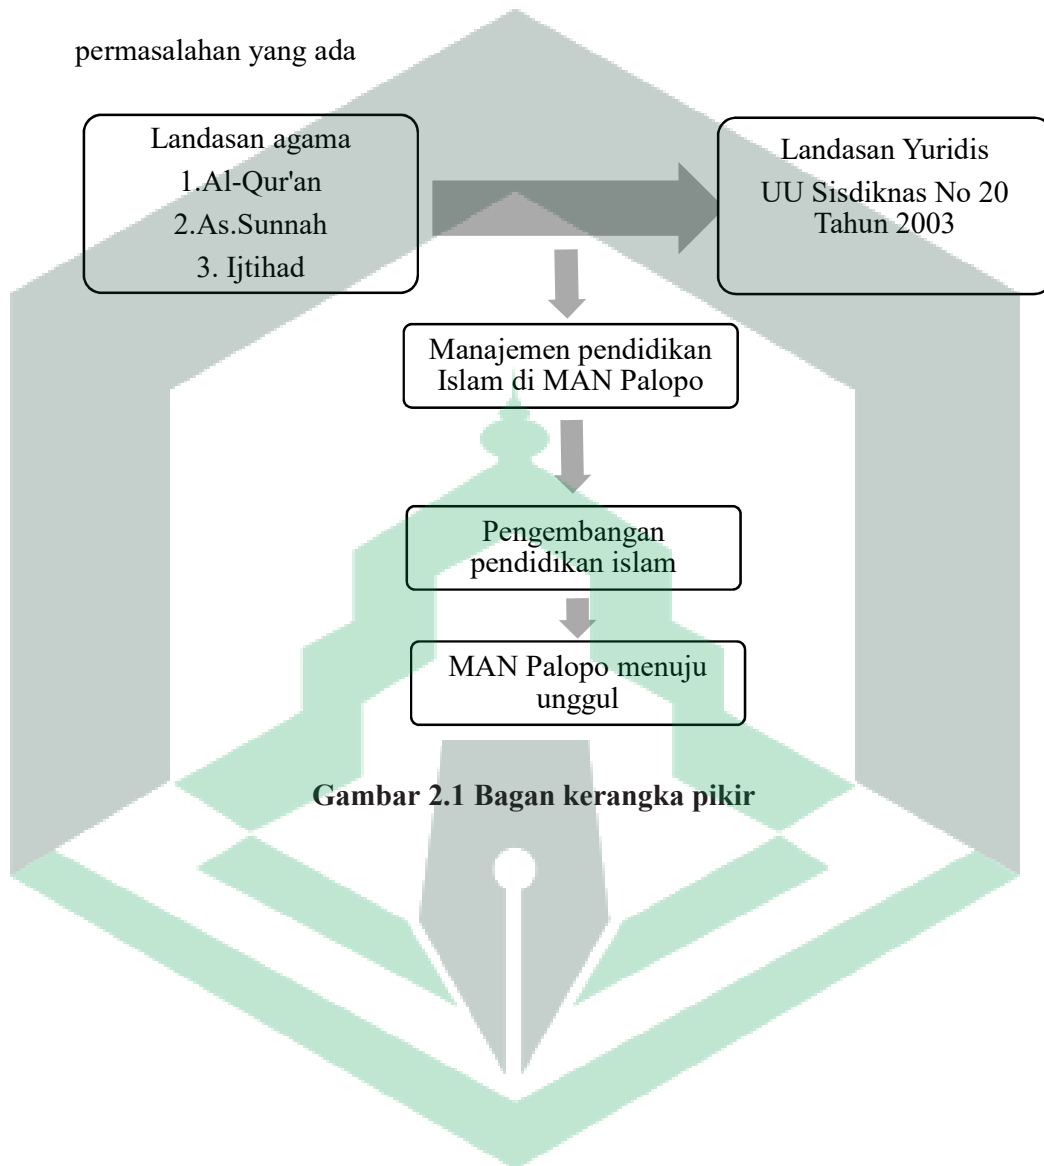 permasalahan yang ada
Landasan agama
1.Al-Qur'an
2.As.Sunnah
3. Ijtihad
Landasan Yuridis
UU Sisdiknas No 20
Tahun 2003
Manajemen pendidikan
Islam di MAN Palopo
Pengembangan
pendidikan islam
MAN Palopo menuju
unggul
Gambar 2.1 Bagan kerangka pikir